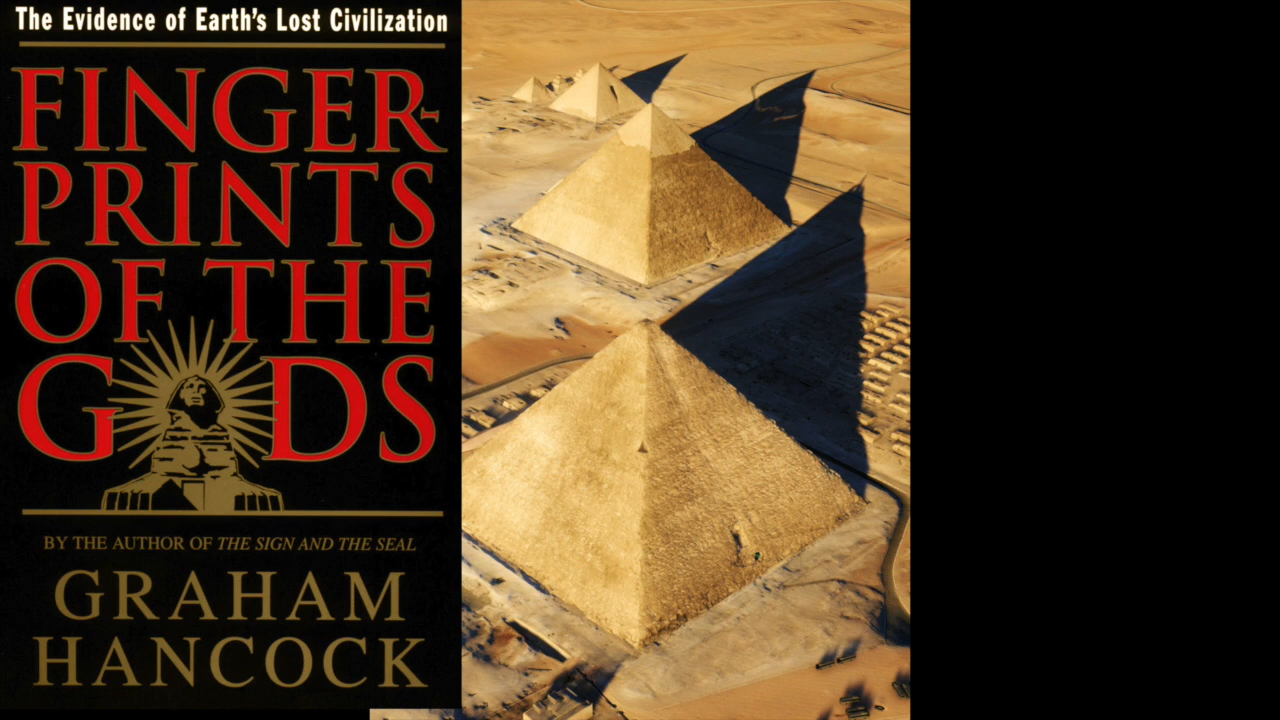 The Evidence of Earth's Lost Civilization
FINGER-
PRINTS
OF THE
GODS
BY THE AUTHOR OF THE SIGN AND THE SEAL
GRAHAM
HANCOCK